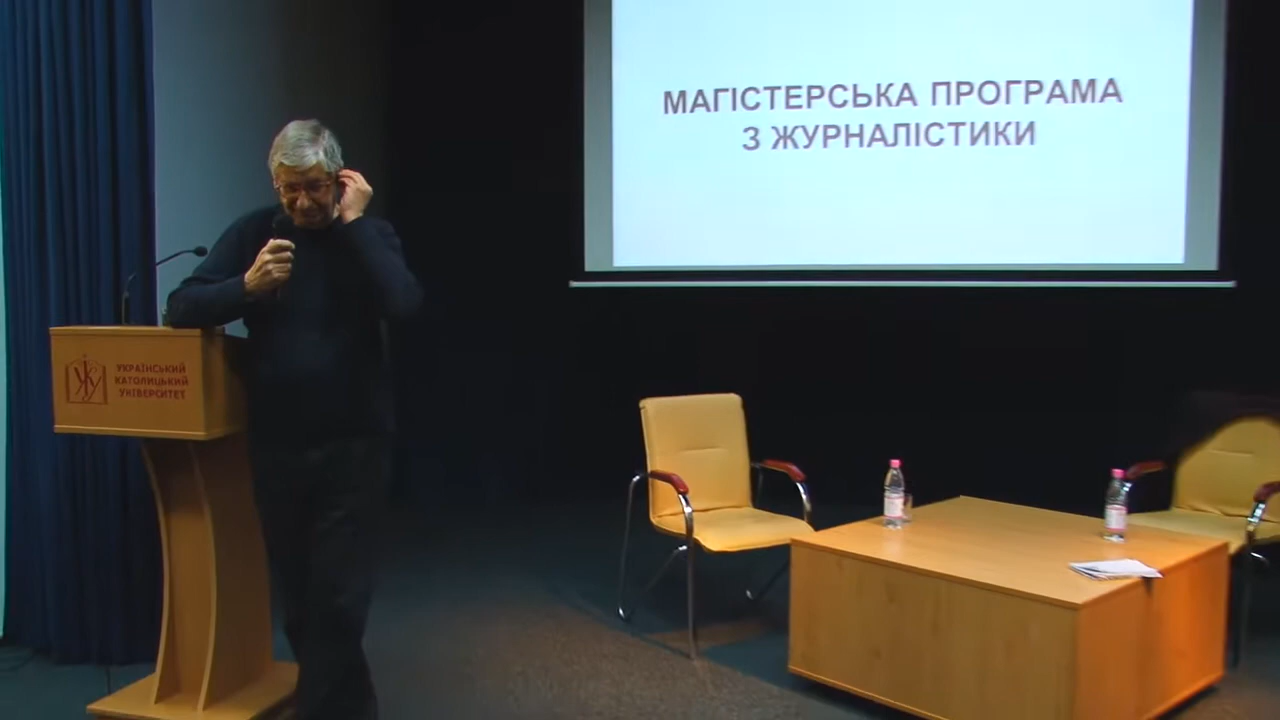 МАГІСТЕРСЬКА ПРОГРАМА
З ЖУРНАЛІСТИКИ
УКРАЇНСЬКИЙ
КАТОЛИЦЬКИЙ
УНІВЕРСИТЕТ